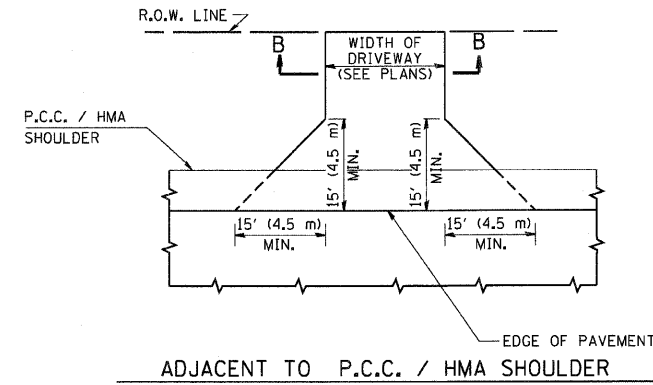 R.O.W. LINE
B
WIDTH OF
DRIVEWAY
(SEE PLANS)
B
P.C.C. / HMA
SHOULDER
15' (4.5 m)
MIN.
15' (4.5 m)
MIN.
15' (4.5 m)
MIN.
15' (4.5 m)
MIN.
EDGE OF PAVEMENT
ADJACENT TO P.C.C. / HMA SHOULDER